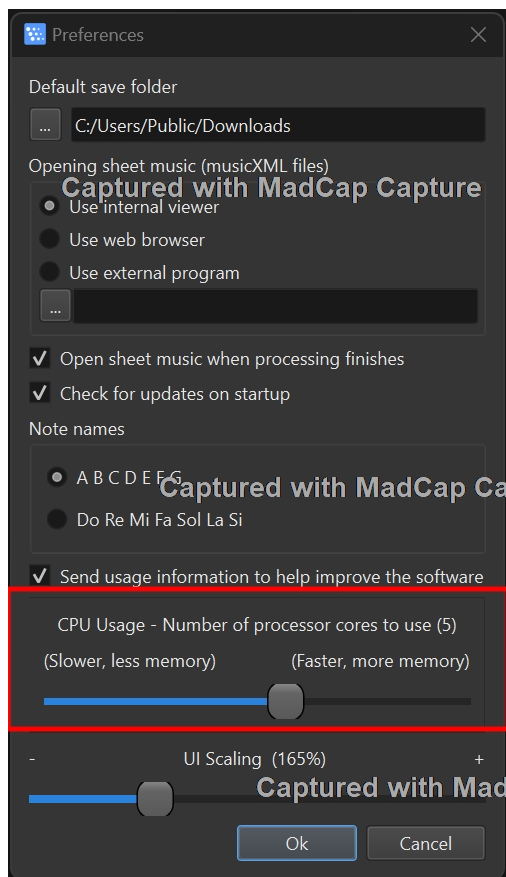 Preferences
Default save folder
... C:/Users/Public/Downloads
Opening sheet music (musicXML files)
Captured with MadCap Capture
Use internal viewer
Use web browser
Use external program
...
Open sheet music when processing finishes
Check for updates on startup
Note names
A B C D E F G
Captured with MadCap Ca
Do Re Mi Fa Sol La Si
Send usage information to help improve the software
CPU Usage - Number of processor cores to use (5)
(Slower, less memory) (Faster, more memory)
- UI Scaling (165%) +
Captured with Mad
Ok Cancel